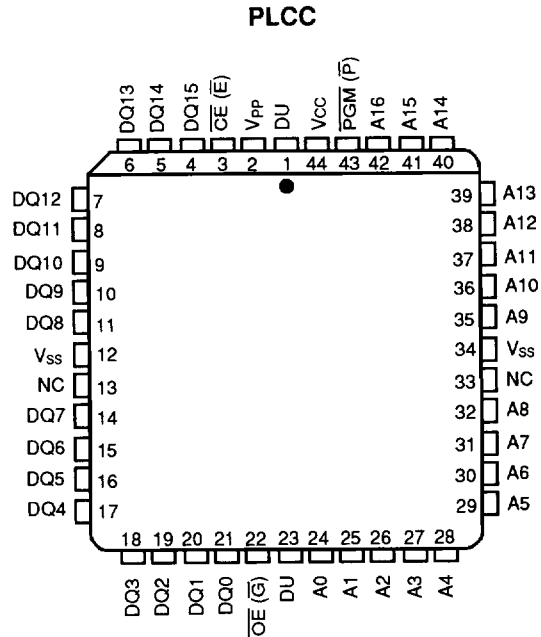 PLCC
DQ13 DQ14 DQ15 C̅E̅ (E̅) VPP DU VCC P̅G̅M̅ (P̅) A16 A15 A14
6 5 4 3 2 1 44 43 42 41 40
DQ12 7 39 A13
DQ11 8 38 A12
DQ10 9 37 A11
DQ9 10 36 A10
DQ8 11 35 A9
VSS 12 34 VSS
NC 13 33 NC
DQ7 14 32 A8
DQ6 15 31 A7
DQ5 16 30 A6
DQ4 17 29 A5
18 19 20 21 22 23 24 25 26 27 28
DQ3 DQ2 DQ1 DQ0 O̅E̅ (G̅) DU A0 A1 A2 A3 A4